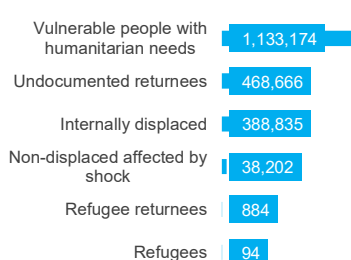 Vulnerable people with
humanitarian needs
1,133,174
Undocumented returnees
468,666
Internally displaced
388,835
Non-displaced affected by
shock
38,202
Refugee returnees
884
Refugees
94